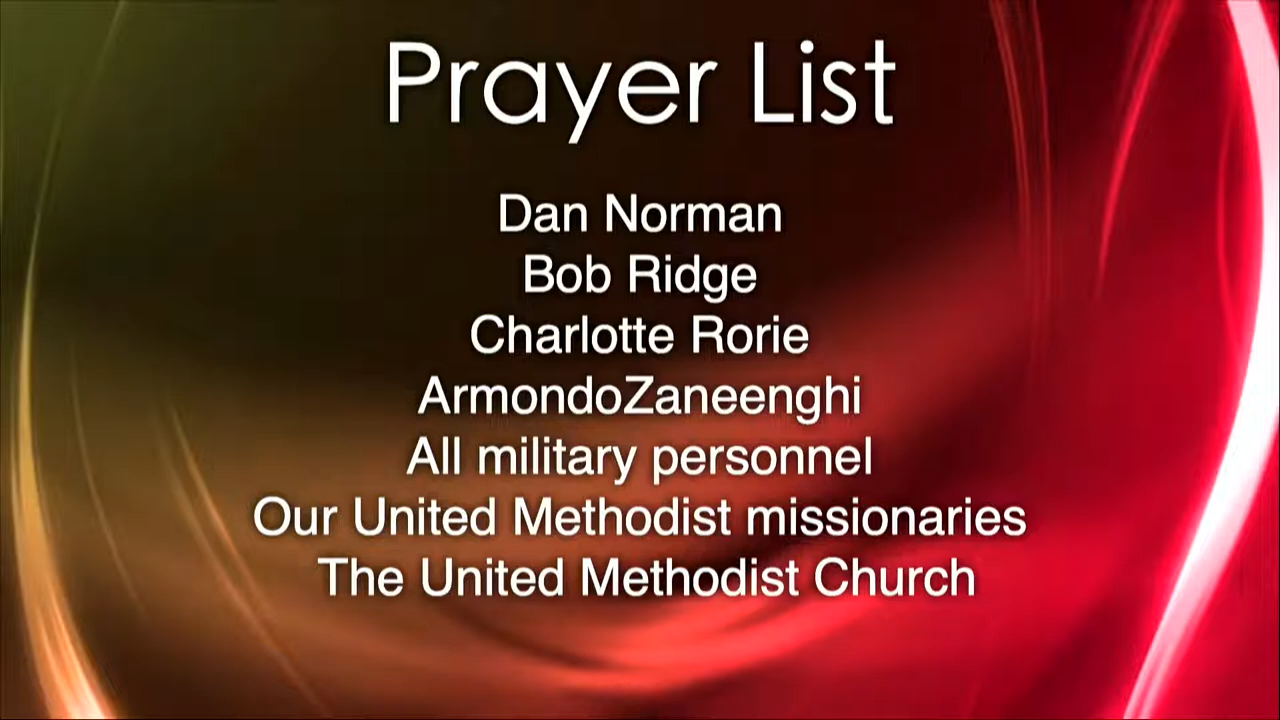 Prayer List
Dan Norman
Bob Ridge
Charlotte Rorie
ArmondoZaneenghi
All military personnel
Our United Methodist missionaries
The United Methodist Church